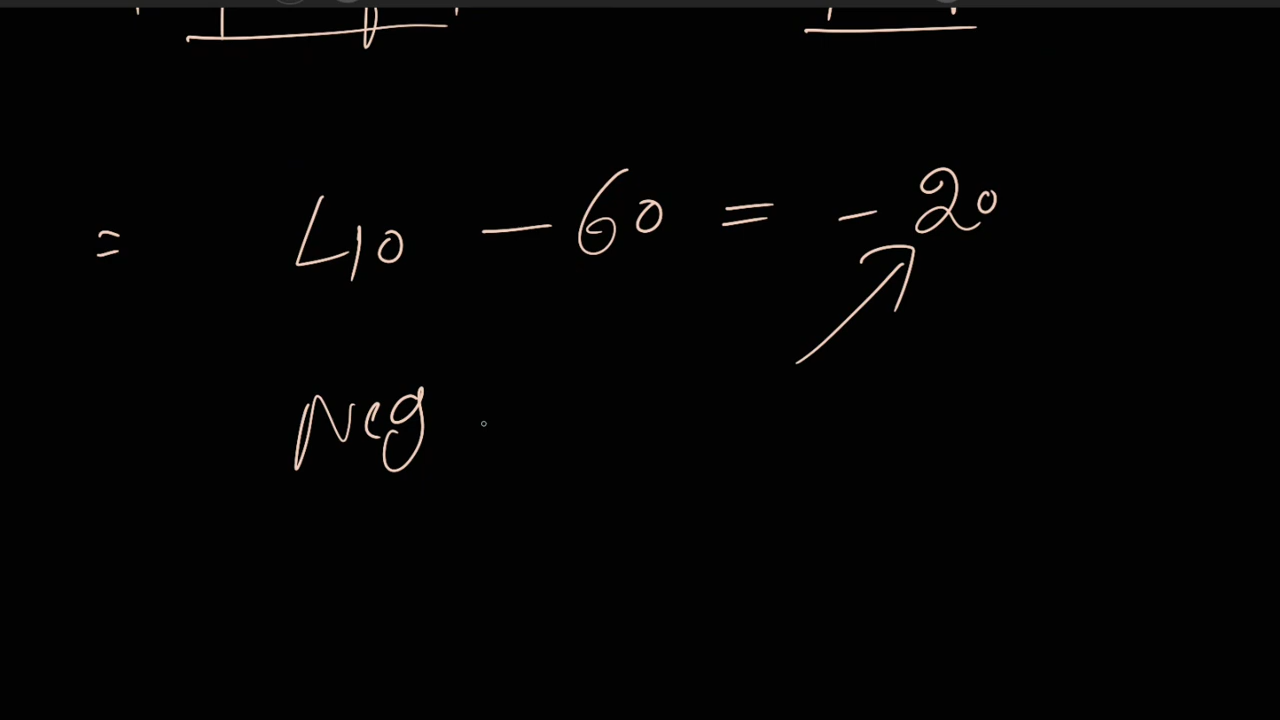 = 40 - 60 = - 20
Neg